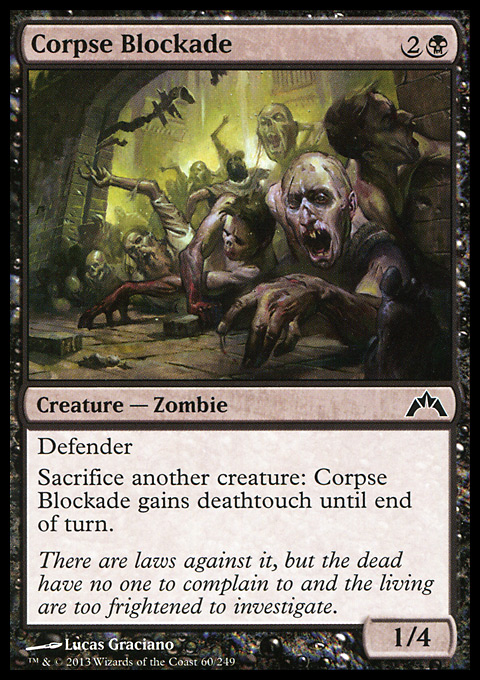 Corpse Blockade 2
Creature — Zombie
Defender
Sacrifice another creature: Corpse
Blockade gains deathtouch until end
of turn.
There are laws against it, but the dead
have no one to complain to and the living
are too frightened to investigate.
Lucas Graciano
1/4
™ & © 2013 Wizards of the Coast 60/249